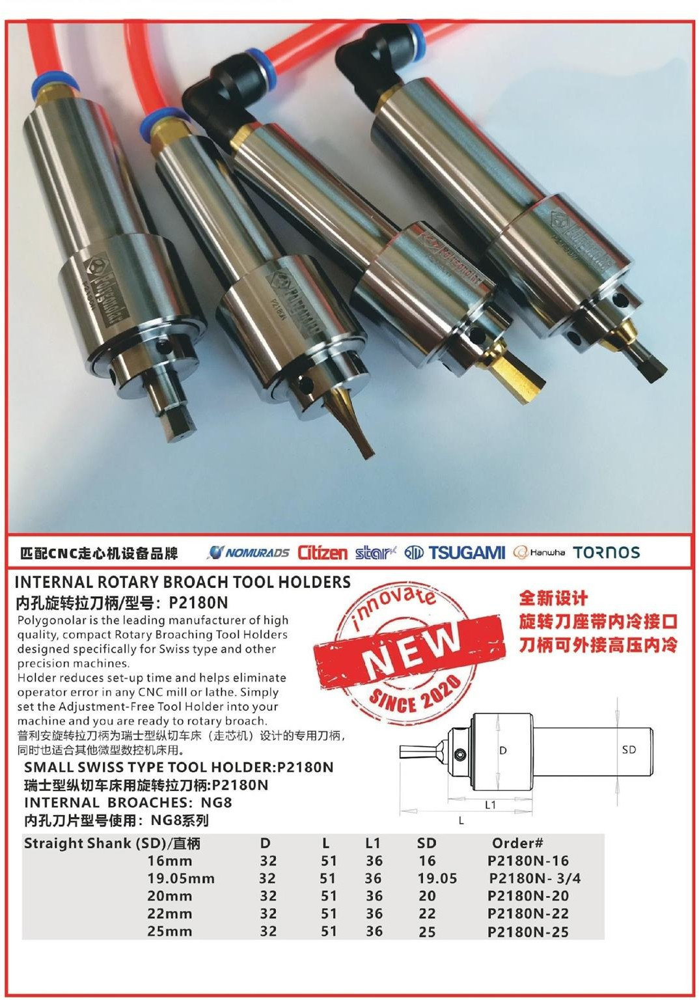 Polygonolar
P2180N
Polygonolar
P2180N
Polygonolar
Polygonolar
P2180N
匹配CNC走心机设备品牌
NOMURADS Citizen star TSUGAMI Hanwha TORNOS
INTERNAL ROTARY BROACH TOOL HOLDERS
内孔旋转拉刀柄/型号：P2180N
Polygonolar is the leading manufacturer of high
quality, compact Rotary Broaching Tool Holders
designed specifically for Swiss type and other
precision machines.
Holder reduces set-up time and helps eliminate
operator error in any CNC mill or lathe. Simply
set the Adjustment-Free Tool Holder into your
machine and you are ready to rotary broach.
普利安旋转拉刀柄为瑞士型纵切车床（走芯机）设计的专用刀柄，
同时也适合其他微型数控机床用。
innovate
NEW
SINCE 2020
全新设计
旋转刀座带内冷接口
刀柄可外接高压内冷
SMALL SWISS TYPE TOOL HOLDER:P2180N
瑞士型纵切车床用旋转拉刀柄:P2180N
INTERNAL BROACHES: NG8
内孔刀片型号使用：NG8系列
D
SD
L1
L
Straight Shank (SD)/直柄 D L L1 SD Order#
16mm 32 51 36 16 P2180N-16
19.05mm 32 51 36 19.05 P2180N- 3/4
20mm 32 51 36 20 P2180N-20
22mm 32 51 36 22 P2180N-22
25mm 32 51 36 25 P2180N-25